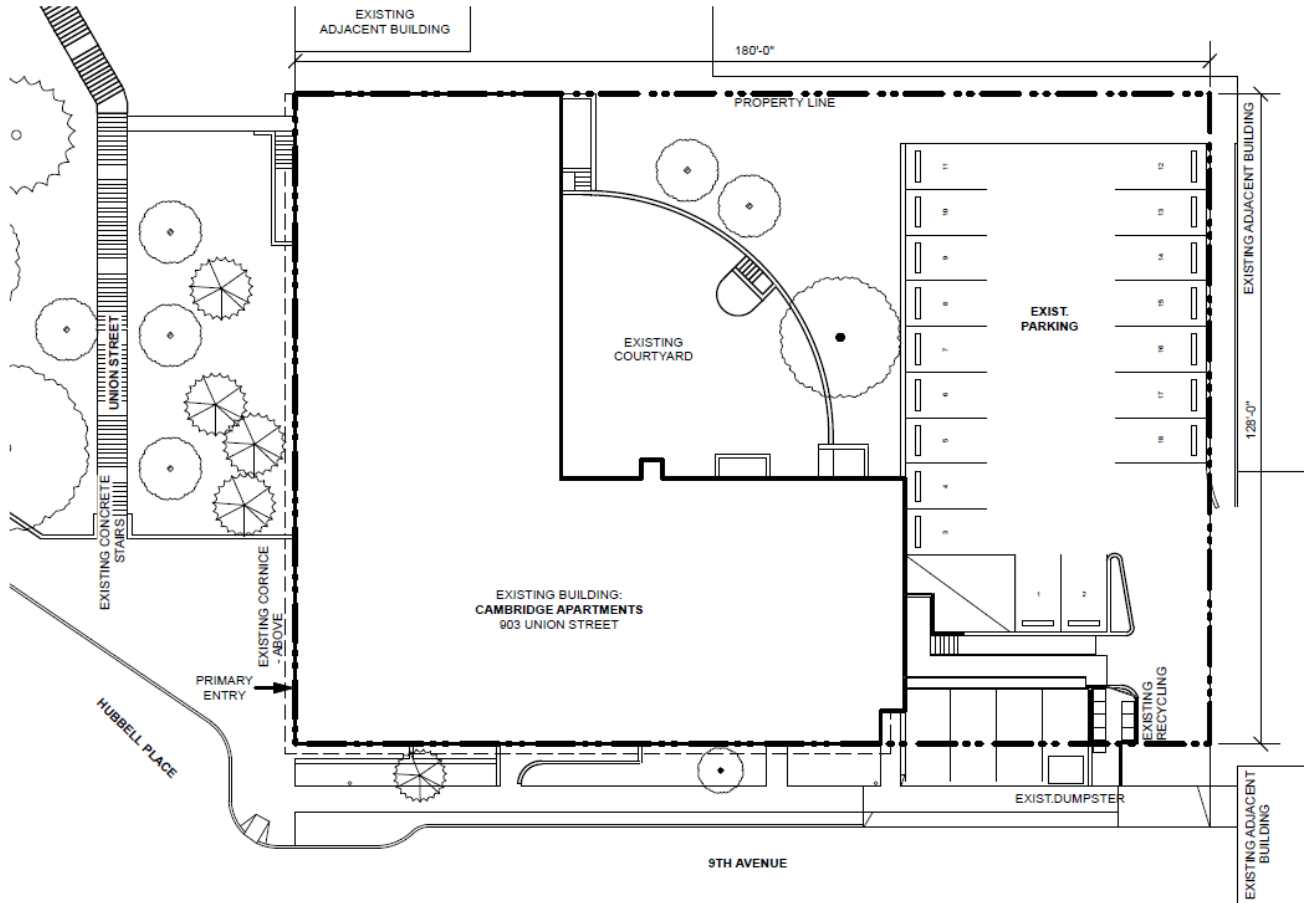 EXISTING
ADJACENT BUILDING
180'-0"
PROPERTY LINE
EXISTING ADJACENT BUILDING
11
12
10
13
9
14
8
15
7
16
6
17
5
18
4
3
1
2
EXIST.
PARKING
EXISTING
COURTYARD
UNION STREET
128'-0"
EXISTING CONCRETE
STAIRS
EXISTING CORNICE
- ABOVE
EXISTING BUILDING:
CAMBRIDGE APARTMENTS
903 UNION STREET
PRIMARY
ENTRY
HUBBELL PLACE
EXISTING
RECYCLING
EXIST.DUMPSTER
EXISTING ADJACENT
BUILDING
9TH AVENUE